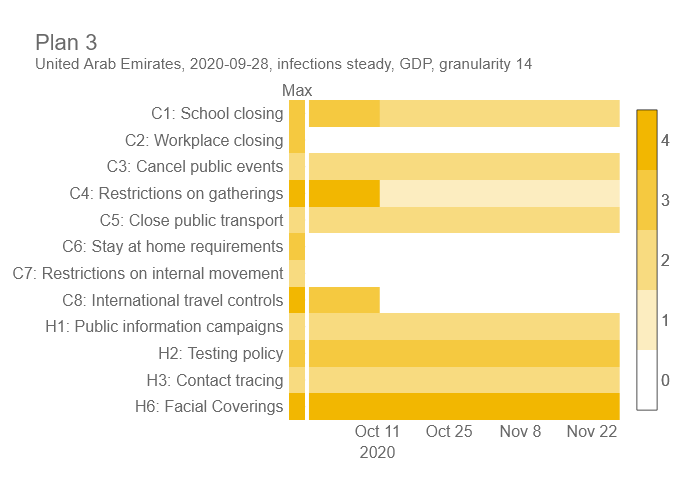 Plan 3
United Arab Emirates, 2020-09-28, infections steady, GDP, granularity 14
Max
C1: School closing
C2: Workplace closing
C3: Cancel public events
C4: Restrictions on gatherings
C5: Close public transport
C6: Stay at home requirements
C7: Restrictions on internal movement
C8: International travel controls
H1: Public information campaigns
H2: Testing policy
H3: Contact tracing
H6: Facial Coverings
Oct 11 Oct 25 Nov 8 Nov 22
2020
4
3
2
1
0